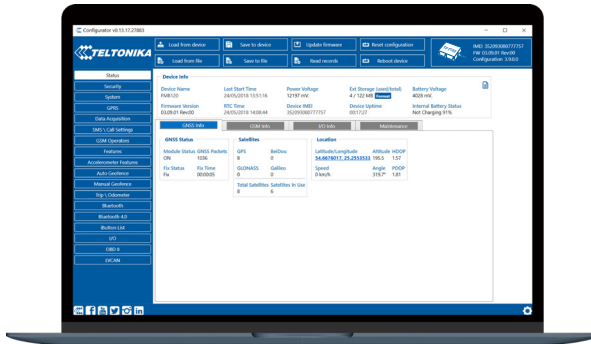 Configurator v0.13.17.27883
TELTONIKA
Load from device
Save to device
Update firmware
Reset configuration
Load from file
Save to file
Read records
Reboot device
IMEI 352093080777757
FW 03.09.01 Rev:00
Configuration 3.9.0.0
Status
Security
System
GPRS
Data Acquisition
SMS \ Call Settings
GSM Operators
Features
Accelerometer Features
Auto Geofence
Manual Geofence
Trip \ Odometer
Bluetooth
Bluetooth 4.0
iButton List
I/O
OBD II
LVCAN
Device Info
Device Name
FMB120
Last Start Time
24/05/2018 13:51:16
Power Voltage
12197 mV.
Ext Storage (used/total)
4 / 122 MB Format
Battery Voltage
4028 mV.
Firmware Version
03.09.01 Rev:00
RTC Time
24/05/2018 14:08:44
Device IMEI
352093080777757
Device Uptime
00:17:27
Internal Battery Status
Not Charging 91%
GNSS Info
GSM Info
I/O Info
Maintenance
GNSS Status
Module Status GNSS Packets
ON 1036
Fix Status Fix Time
Fix 00:00:05
Satellites
GPS BeiDou
8 0
GLONASS Galileo
0 0
Total Satellites Satellites in Use
8 6
Location
Latitude/Longitude Altitude HDOP
54.6676017, 25.2553533 195.5 1.57
Speed Angle PDOP
0 km/h 319.7° 1.81